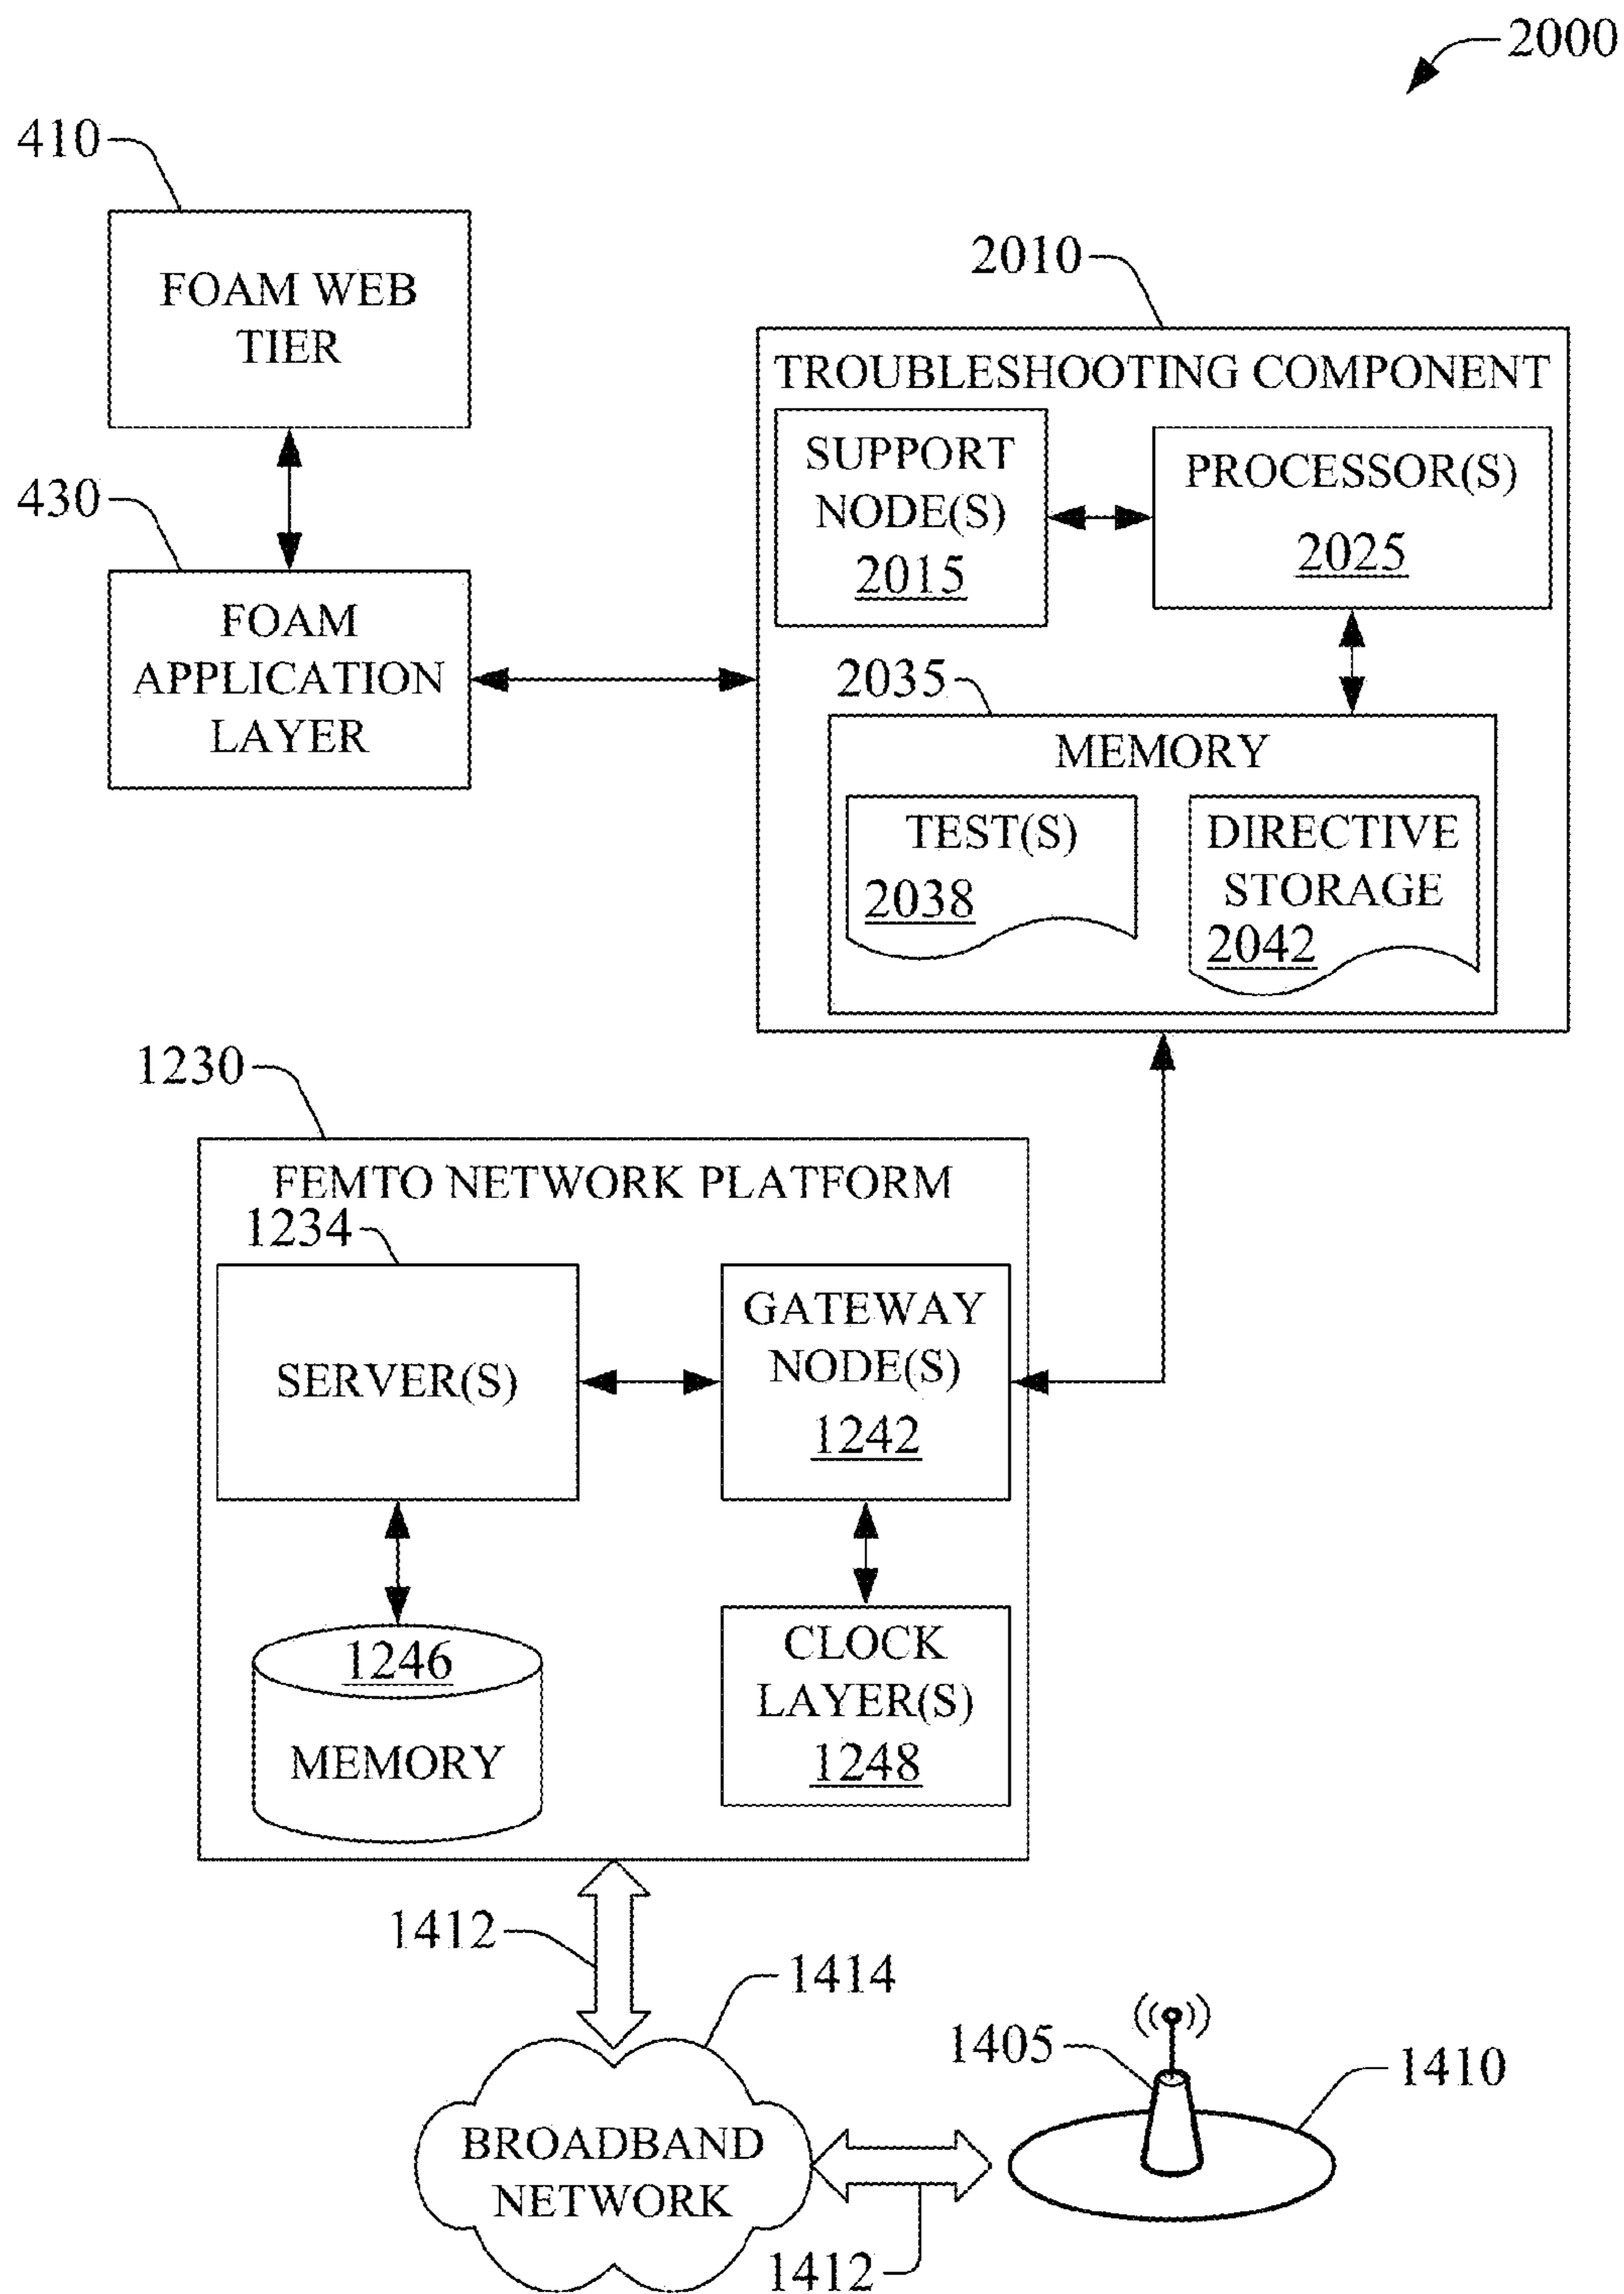 2000
410
FOAM WEB
TIER
430
FOAM
APPLICATION
LAYER
2010
TROUBLESHOOTING COMPONENT
SUPPORT
NODE(S)
2015
PROCESSOR(S)
2025
2035
MEMORY
TEST(S)
2038
DIRECTIVE
STORAGE
2042
1230
FEMTO NETWORK PLATFORM
1234
SERVER(S)
GATEWAY
NODE(S)
1242
1246
MEMORY
CLOCK
LAYER(S)
1248
1412
1414
BROADBAND
NETWORK
1405
1410
1412